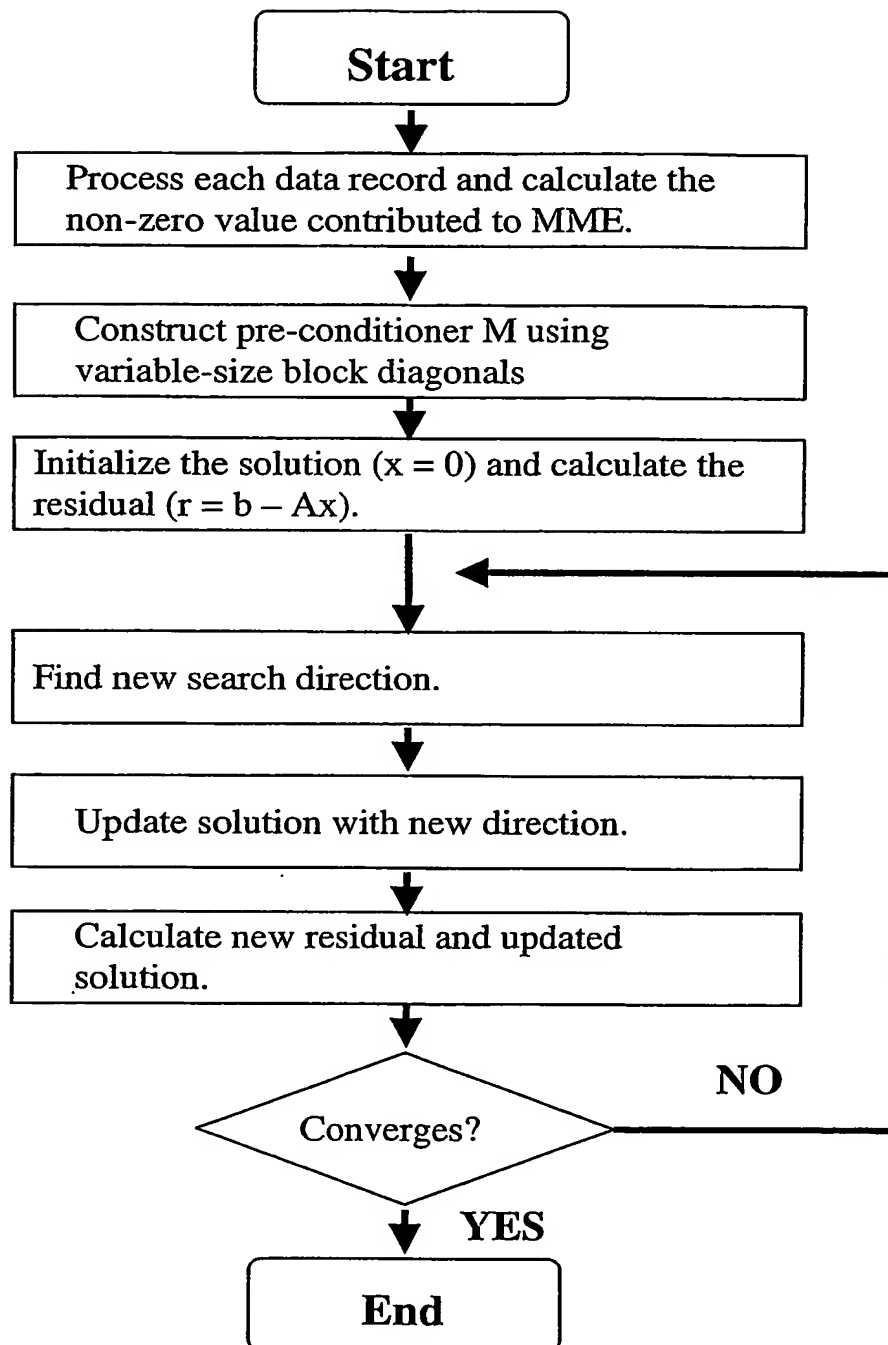 Start
Process each data record and calculate the
non-zero value contributed to MME.
Construct pre-conditioner M using
variable-size block diagonals
Initialize the solution (x = 0) and calculate the
residual (r = b – Ax).
Find new search direction.
Update solution with new direction.
Calculate new residual and updated
solution.
NO
Converges?
YES
End